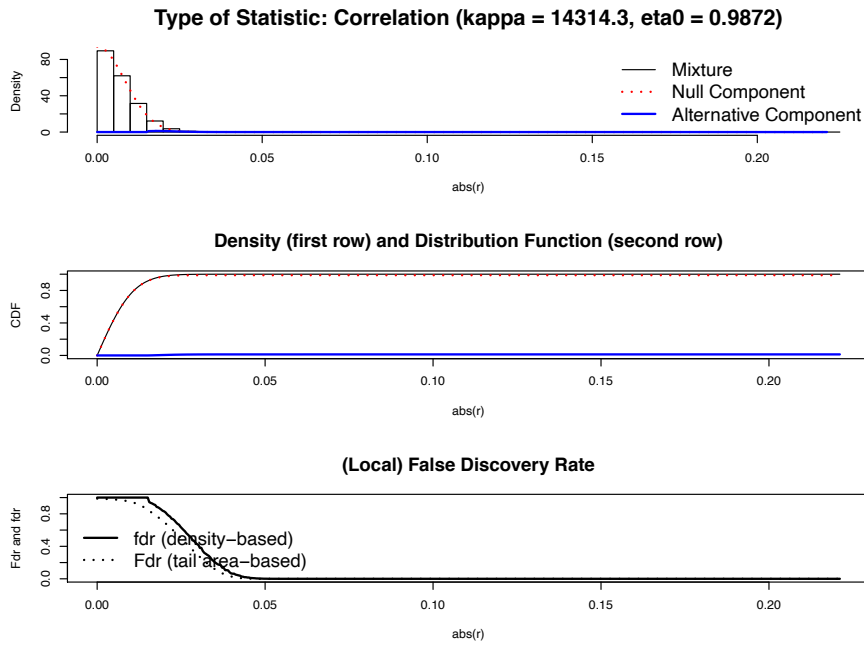 Type of Statistic: Correlation (kappa = 14314.3, eta0 = 0.9872)
Density
0 40 80
Mixture
Null Component
Alternative Component
0.00 0.05 0.10 0.15 0.20
abs(r)
Density (first row) and Distribution Function (second row)
CDF
0.0 0.4 0.8
0.00 0.05 0.10 0.15 0.20
abs(r)
(Local) False Discovery Rate
Fdr and fdr
0.0 0.4 0.8
fdr (density−based)
Fdr (tail area−based)
0.00 0.05 0.10 0.15 0.20
abs(r)